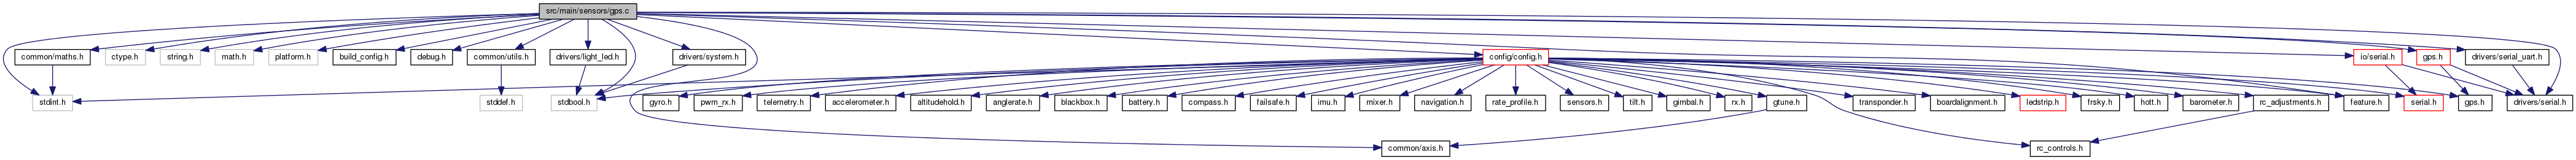 src/main/sensors/gps.c
common/maths.h
ctype.h
string.h
math.h
platform.h
build_config.h
debug.h
common/utils.h
drivers/light_led.h
drivers/system.h
config/config.h
io/serial.h
gps.h
drivers/serial_uart.h
stdint.h
stddef.h
stdbool.h
gyro.h
pwm_rx.h
telemetry.h
accelerometer.h
altitudehold.h
anglerate.h
blackbox.h
battery.h
compass.h
failsafe.h
imu.h
mixer.h
navigation.h
rate_profile.h
sensors.h
tilt.h
gimbal.h
rx.h
gtune.h
transponder.h
boardalignment.h
ledstrip.h
frsky.h
hott.h
barometer.h
rc_adjustments.h
feature.h
serial.h
gps.h
drivers/serial.h
common/axis.h
rc_controls.h